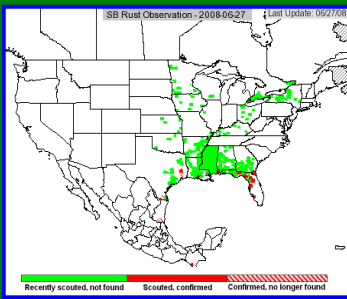 SB Rust Observation - 2008-06-27
Last Update: 06/27/08
Recently scouted, not found
Scouted, confirmed
Confirmed, no longer found